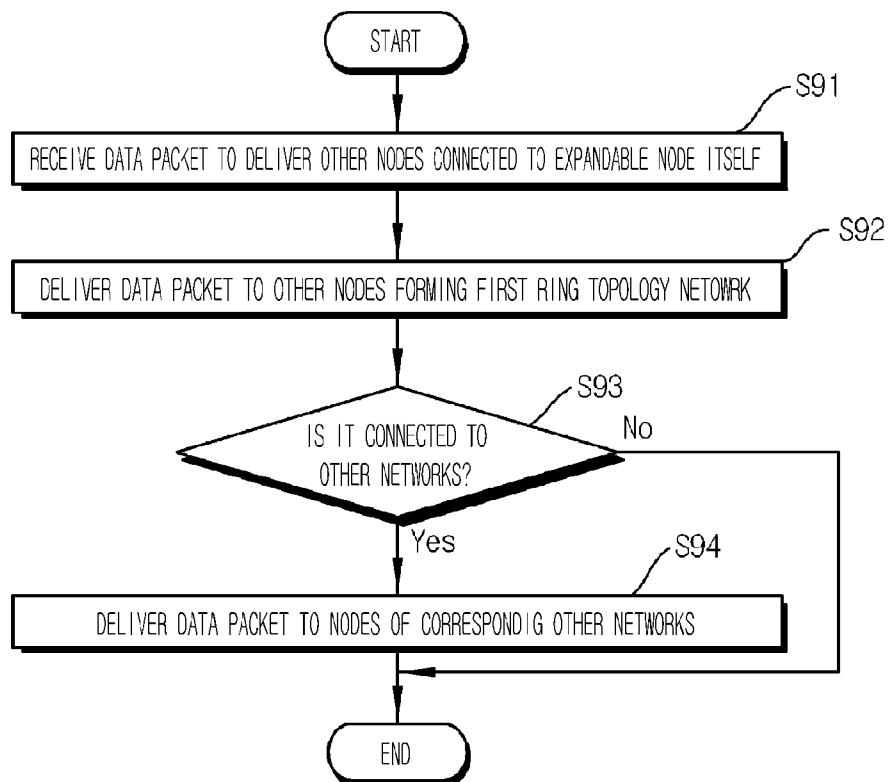 START
S91
RECEIVE DATA PACKET TO DELIVER OTHER NODES CONNECTED TO EXPANDABLE NODE ITSELF
S92
DELIVER DATA PACKET TO OTHER NODES FORMING FIRST RING TOPOLOGY NETOWRK
S93
IS IT CONNECTED TO
OTHER NETWORKS?
No
Yes
S94
DELIVER DATA PACKET TO NODES OF CORRESPONDIG OTHER NETWORKS
END